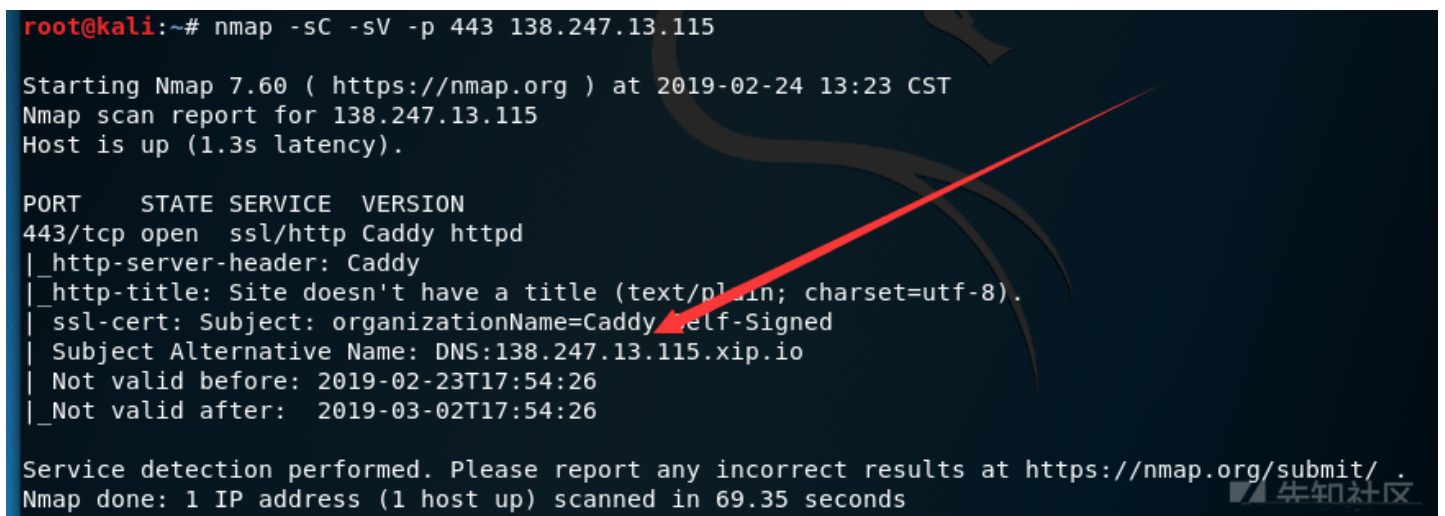 root@kali:~# nmap -sC -sV -p 443 138.247.13.115
Starting Nmap 7.60 ( https://nmap.org ) at 2019-02-24 13:23 CST
Nmap scan report for 138.247.13.115
Host is up (1.3s latency).
PORT    STATE SERVICE  VERSION
443/tcp open  ssl/http Caddy httpd
|_http-server-header: Caddy
|_http-title: Site doesn't have a title (text/plain; charset=utf-8).
| ssl-cert: Subject: organizationName=Caddy Self-Signed
| Subject Alternative Name: DNS:138.247.13.115.xip.io
| Not valid before: 2019-02-23T17:54:26
|_Not valid after:  2019-03-02T17:54:26
Service detection performed. Please report any incorrect results at https://nmap.org/submit/ .
Nmap done: 1 IP address (1 host up) scanned in 69.35 seconds
先知社区